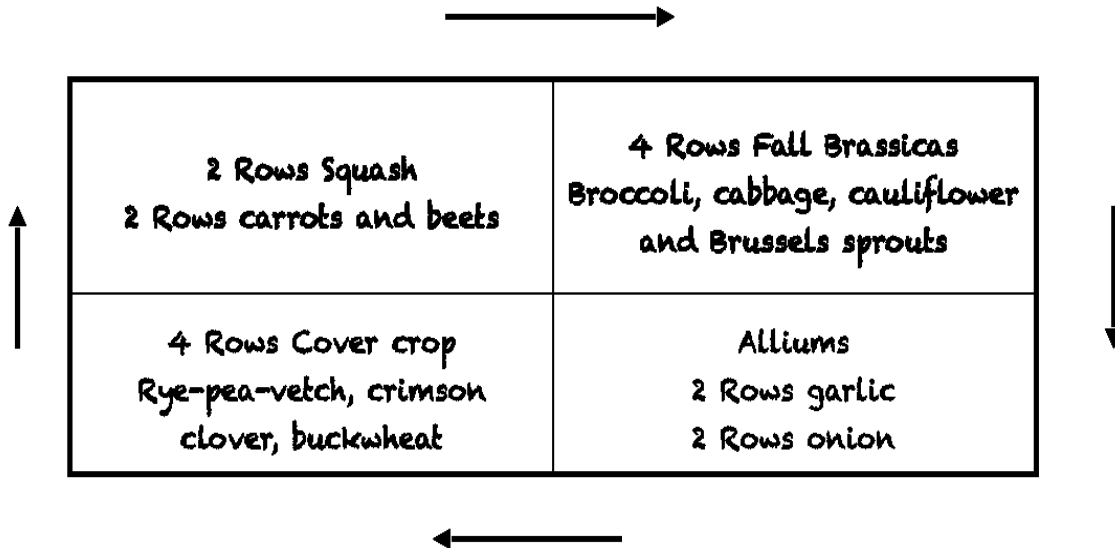 2 Rows Squash
2 Rows carrots and beets
4 Rows Fall Brassicas
Broccoli, cabbage, cauliflower
and Brussels sprouts
4 Rows Cover crop
Rye-pea-vetch, crimson
clover, buckwheat
Alliums
2 Rows garlic
2 Rows onion